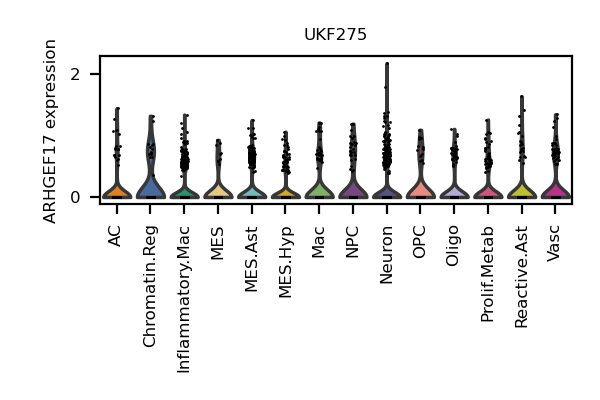 UKF275
ARHGEF17 expression
2
0
AC
Chromatin.Reg
Inflammatory.Mac
MES
MES.Ast
MES.Hyp
Mac
NPC
Neuron
OPC
Oligo
Prolif.Metab
Reactive.Ast
Vasc